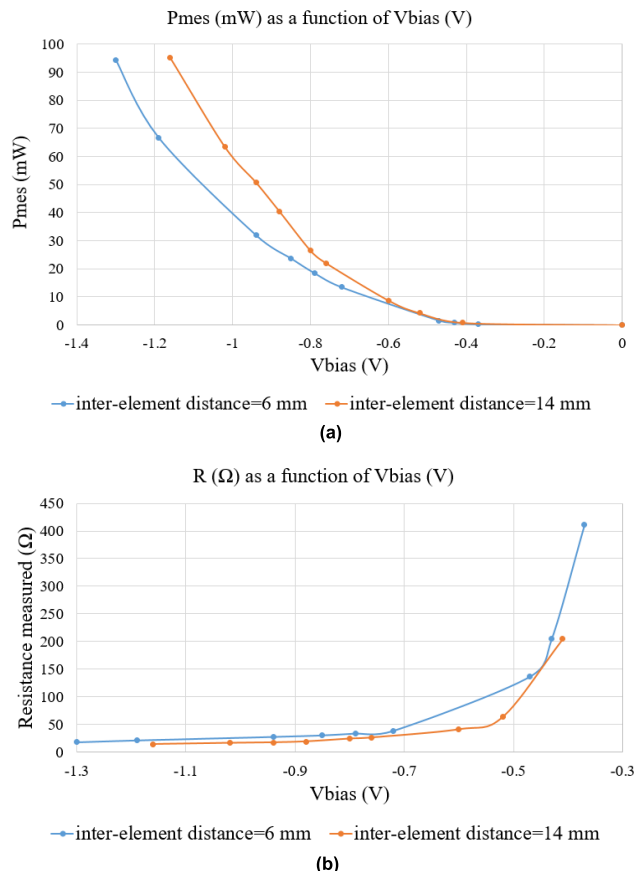 Pmes (mW) as a function of Vbias (V)
100
90
80
70
60
50
40
30
20
10
0
Pmes (mW)
-1.4 -1.2 -1 -0.8 -0.6 -0.4 -0.2 0
Vbias (V)
inter-element distance=6 mm inter-element distance=14 mm
(a)
R (Ω) as a function of Vbias (V)
450
400
350
300
250
200
150
100
50
0
Resistance measured (Ω)
-1.3 -1.1 -0.9 -0.7 -0.5 -0.3
Vbias (V)
inter-element distance=6 mm inter-element distance=14 mm
(b)